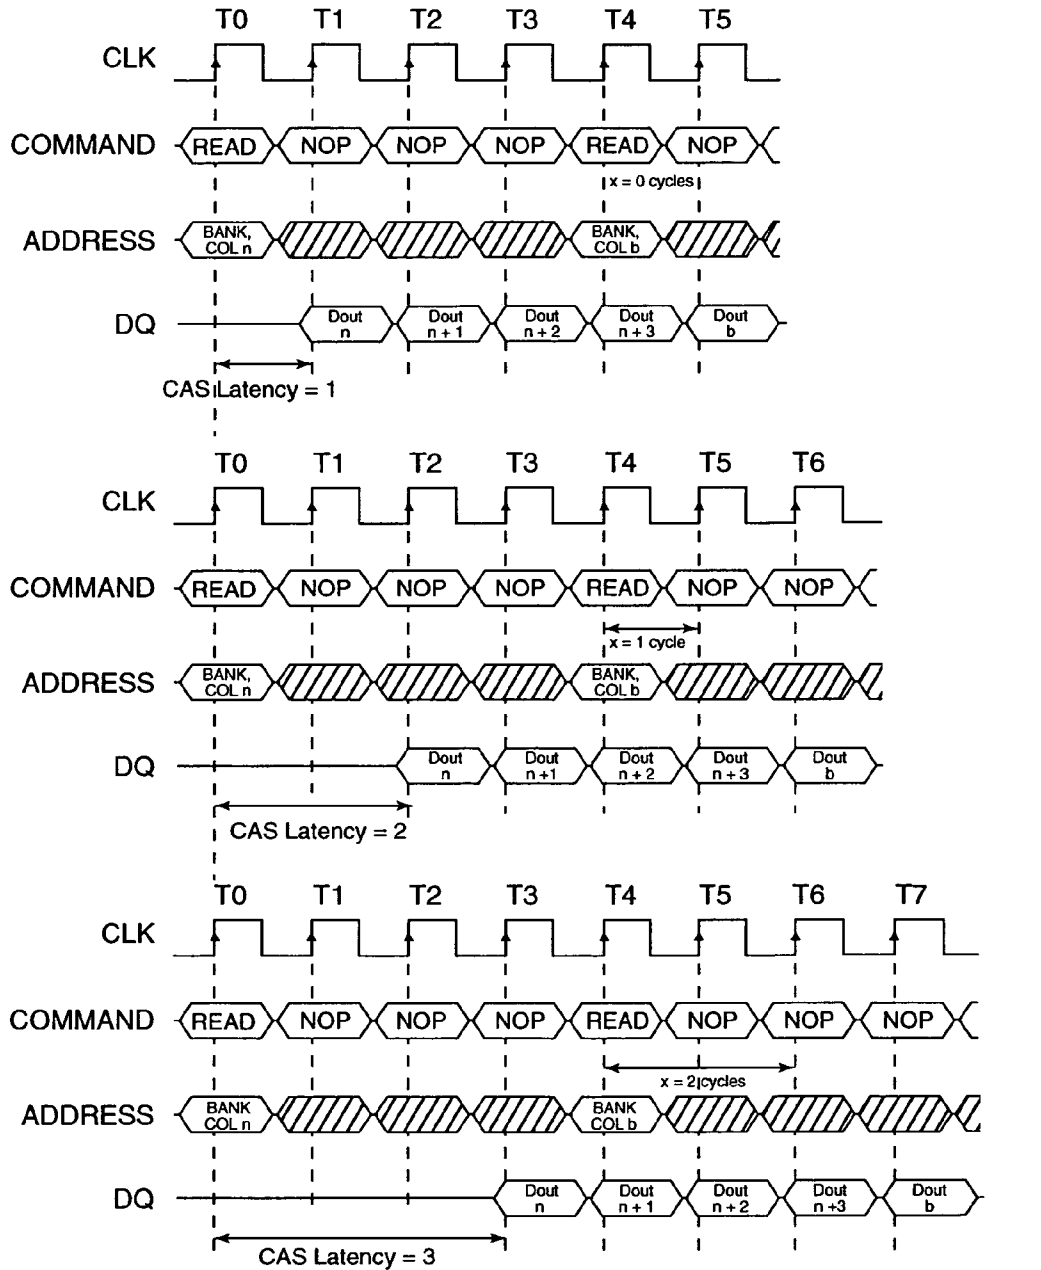 T0 T1 T2 T3 T4 T5
CLK
COMMAND READ NOP NOP NOP READ NOP
x = 0 cycles
ADDRESS BANK, COL n BANK, COL b
DQ Dout n Dout n + 1 Dout n + 2 Dout n + 3 Dout b
CAS Latency = 1
T0 T1 T2 T3 T4 T5 T6
CLK
COMMAND READ NOP NOP NOP READ NOP NOP
x = 1 cycle
ADDRESS BANK, COL n BANK, COL b
DQ Dout n Dout n +1 Dout n + 2 Dout n + 3 Dout b
CAS Latency = 2
T0 T1 T2 T3 T4 T5 T6 T7
CLK
COMMAND READ NOP NOP NOP READ NOP NOP NOP
x = 2 cycles
ADDRESS BANK COL n BANK COL b
DQ Dout n Dout n + 1 Dout n + 2 Dout n +3 Dout b
CAS Latency = 3